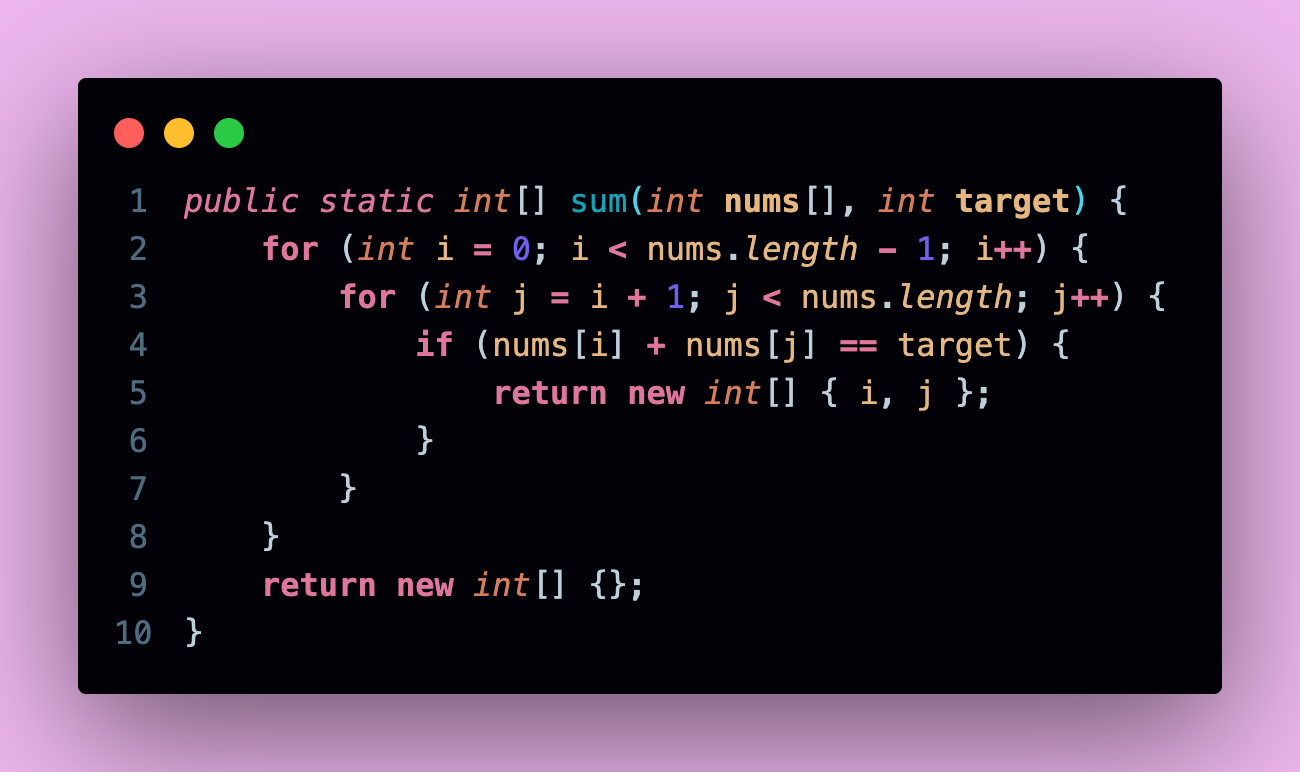 1 public static int[] sum(int nums[], int target) {
2     for (int i = 0; i < nums.length - 1; i++) {
3         for (int j = i + 1; j < nums.length; j++) {
4             if (nums[i] + nums[j] == target) {
5                 return new int[] { i, j };
6             }
7         }
8     }
9     return new int[] {};
10 }